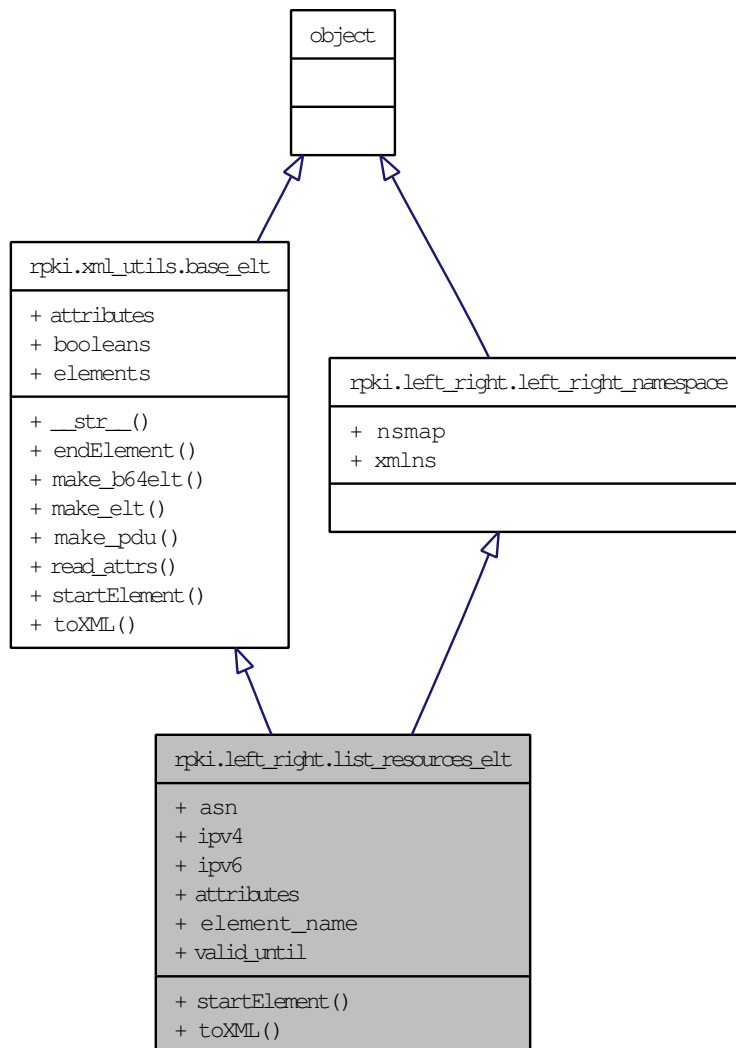 object
rpki.xml_utils.base_elt
+ attributes
+ booleans
+ elements
+ __str__()
+ endElement()
+ make_b64elt()
+ make_elt()
+ make_pdu()
+ read_attrs()
+ startElement()
+ toXML()
rpki.left_right.left_right_namespace
+ nsmap
+ xmlns
rpki.left_right.list_resources_elt
+ asn
+ ipv4
+ ipv6
+ attributes
+ element_name
+ valid_until
+ startElement()
+ toXML()